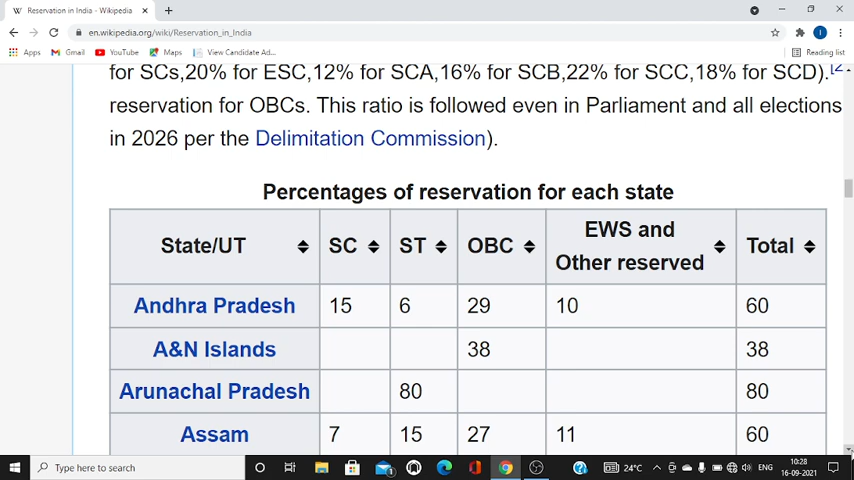 Reservation in India - Wikipedia
en.wikipedia.org/wiki/Reservation_in_India
Apps Gmail YouTube Maps View Candidate Ad... Reading list
for SCs,20% for ESC,12% for SCA,16% for SCB,22% for SCC,18% for SCD).[2
reservation for OBCs. This ratio is followed even in Parliament and all elections
in 2026 per the Delimitation Commission).
Percentages of reservation for each state
State/UT SC ST OBC EWS and Other reserved Total
Andhra Pradesh 15 6 29 10 60
A&N Islands 38 38
Arunachal Pradesh 80 80
Assam 7 15 27 11 60
Type here to search
24°C ENG 10:28
16-09-2021